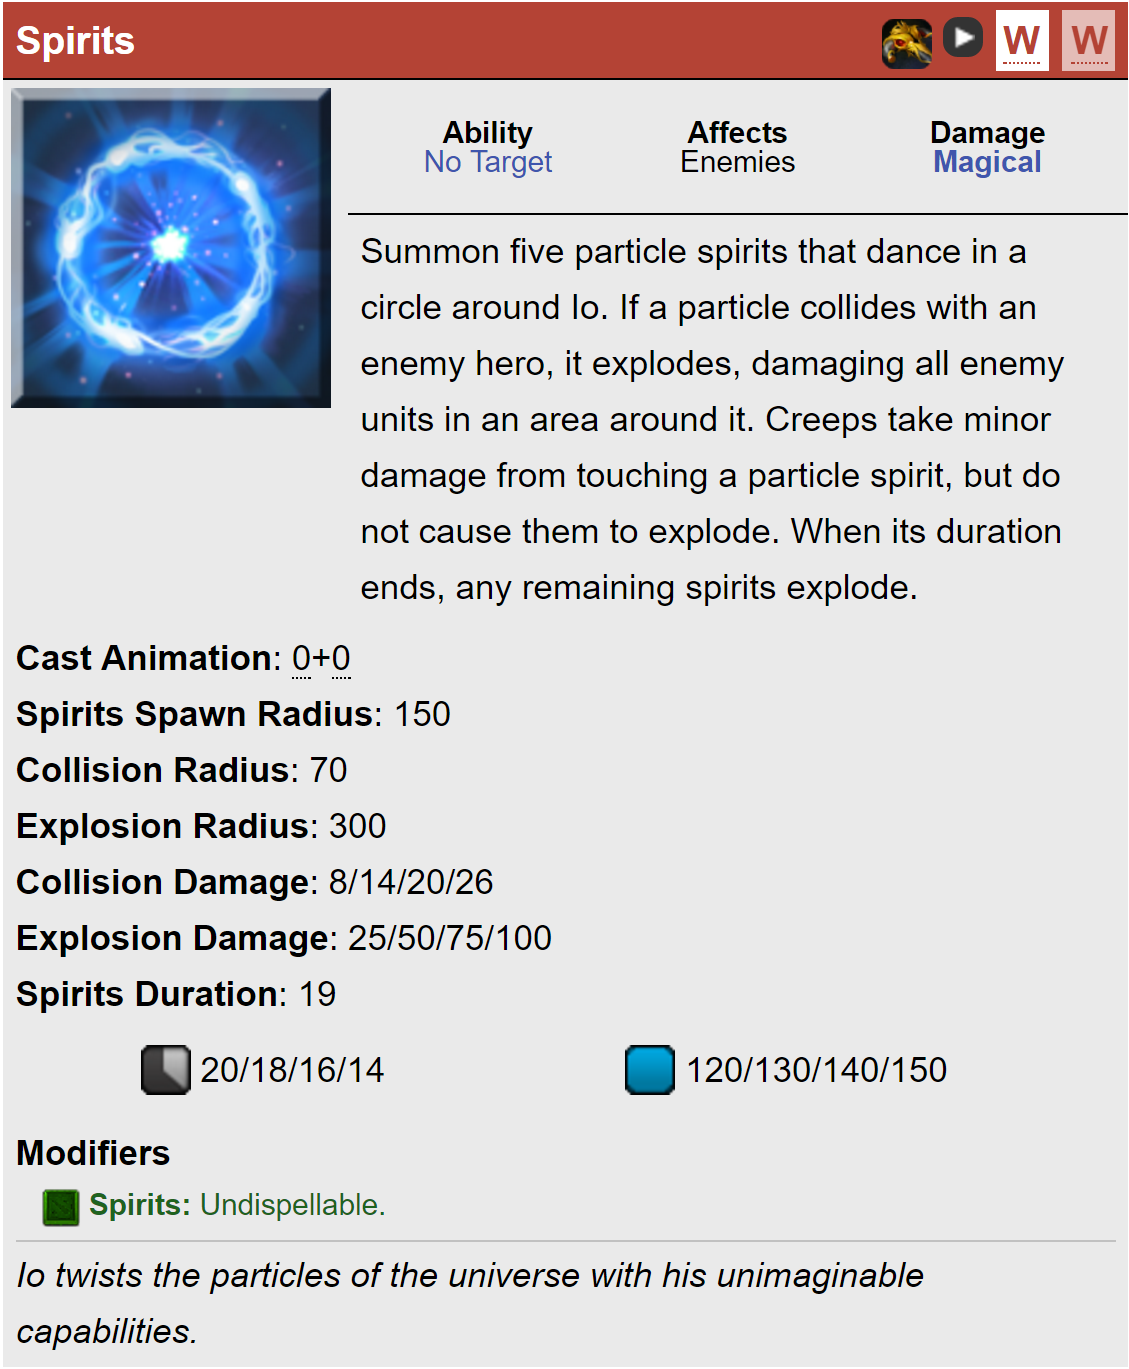 Spirits
W W
Ability Affects Damage
No Target Enemies Magical
Summon five particle spirits that dance in a
circle around Io. If a particle collides with an
enemy hero, it explodes, damaging all enemy
units in an area around it. Creeps take minor
damage from touching a particle spirit, but do
not cause them to explode. When its duration
ends, any remaining spirits explode.
Cast Animation: 0+0
Spirits Spawn Radius: 150
Collision Radius: 70
Explosion Radius: 300
Collision Damage: 8/14/20/26
Explosion Damage: 25/50/75/100
Spirits Duration: 19
20/18/16/14 120/130/140/150
Modifiers
Spirits: Undispellable.
Io twists the particles of the universe with his unimaginable
capabilities.